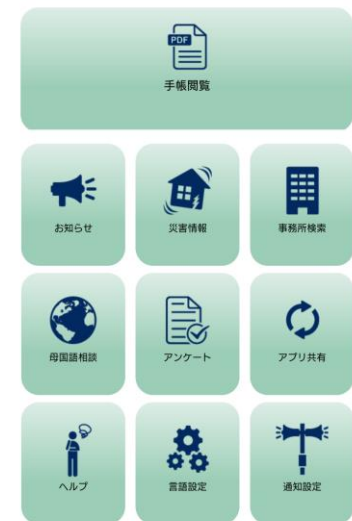 PDF
手帳閲覧
お知らせ
災害情報
事務所検索
母国語相談
アンケート
アプリ共有
ヘルプ
言語設定
通知設定